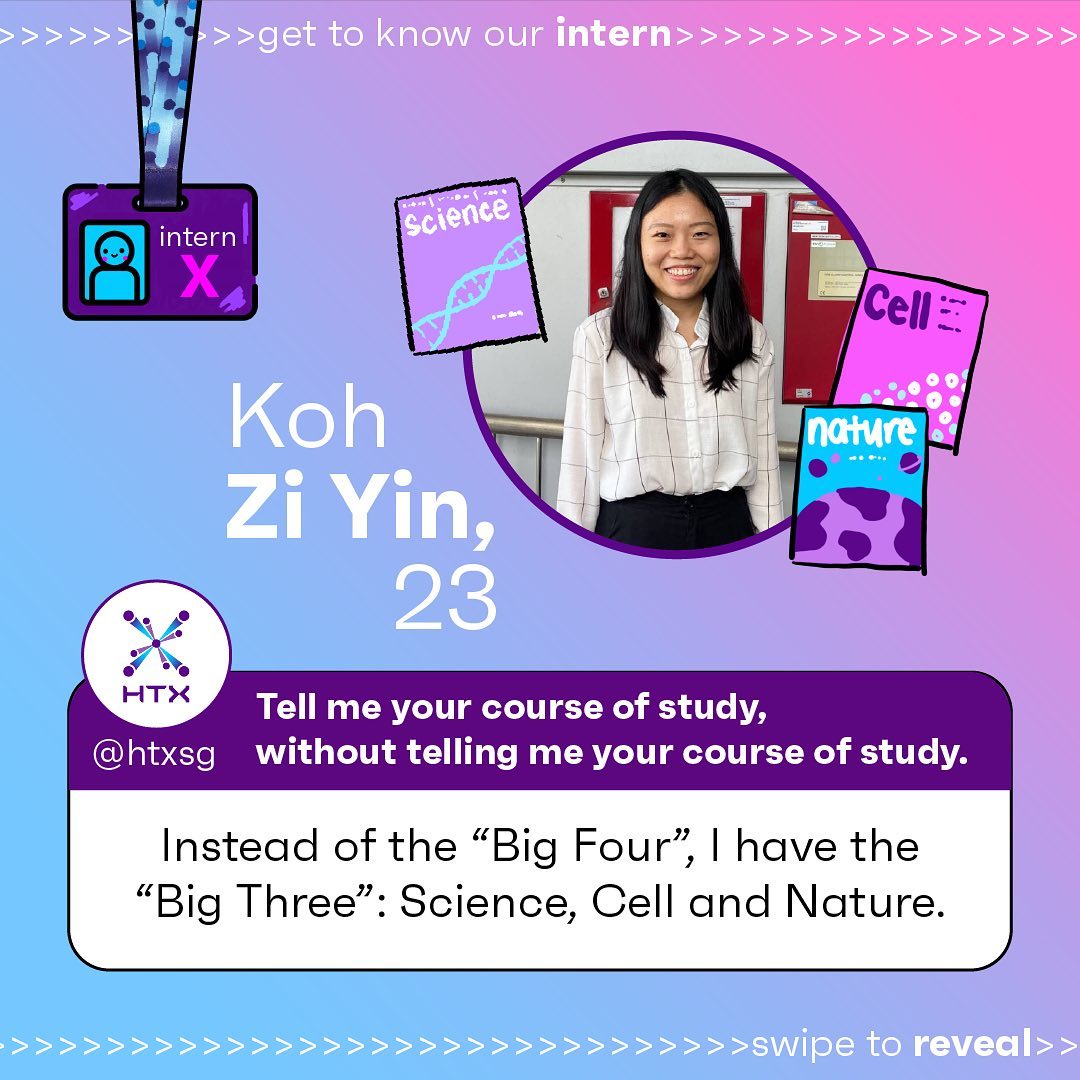 >>>>>> >>>get to know our intern>>>>>>>>>>>>>>>>>>
intern
X
science
Cell
nature
Koh
Zi Yin,
23
HTX
@htxsg
Tell me your course of study,
without telling me your course of study.
Instead of the “Big Four”, I have the
“Big Three”: Science, Cell and Nature.
>>>>>>>>>>>>>>>>>>>>>>>>>>>>>>>>>swipe to reveal>>